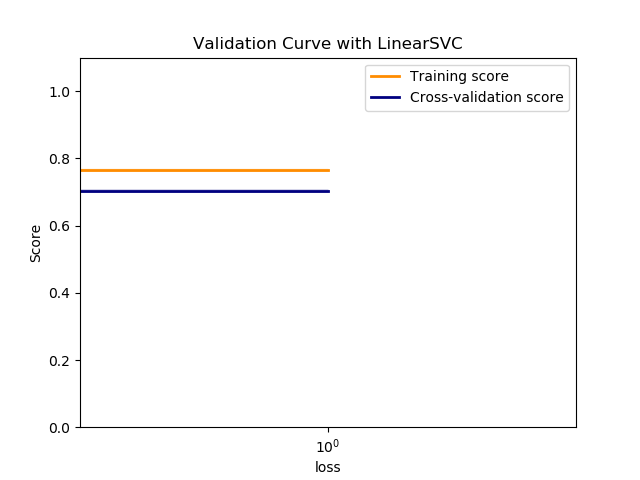 Validation Curve with LinearSVC
Training score
Cross-validation score
1.0
0.8
0.6
0.4
0.2
0.0
Score
10⁰
loss